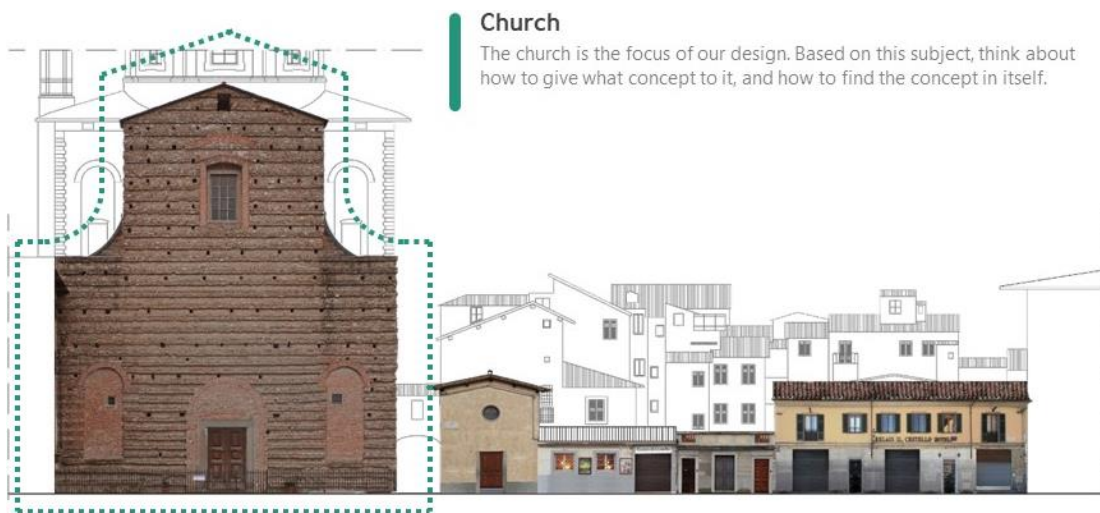 Church
The church is the focus of our design. Based on this subject, think about
how to give what concept to it, and how to find the concept in itself.